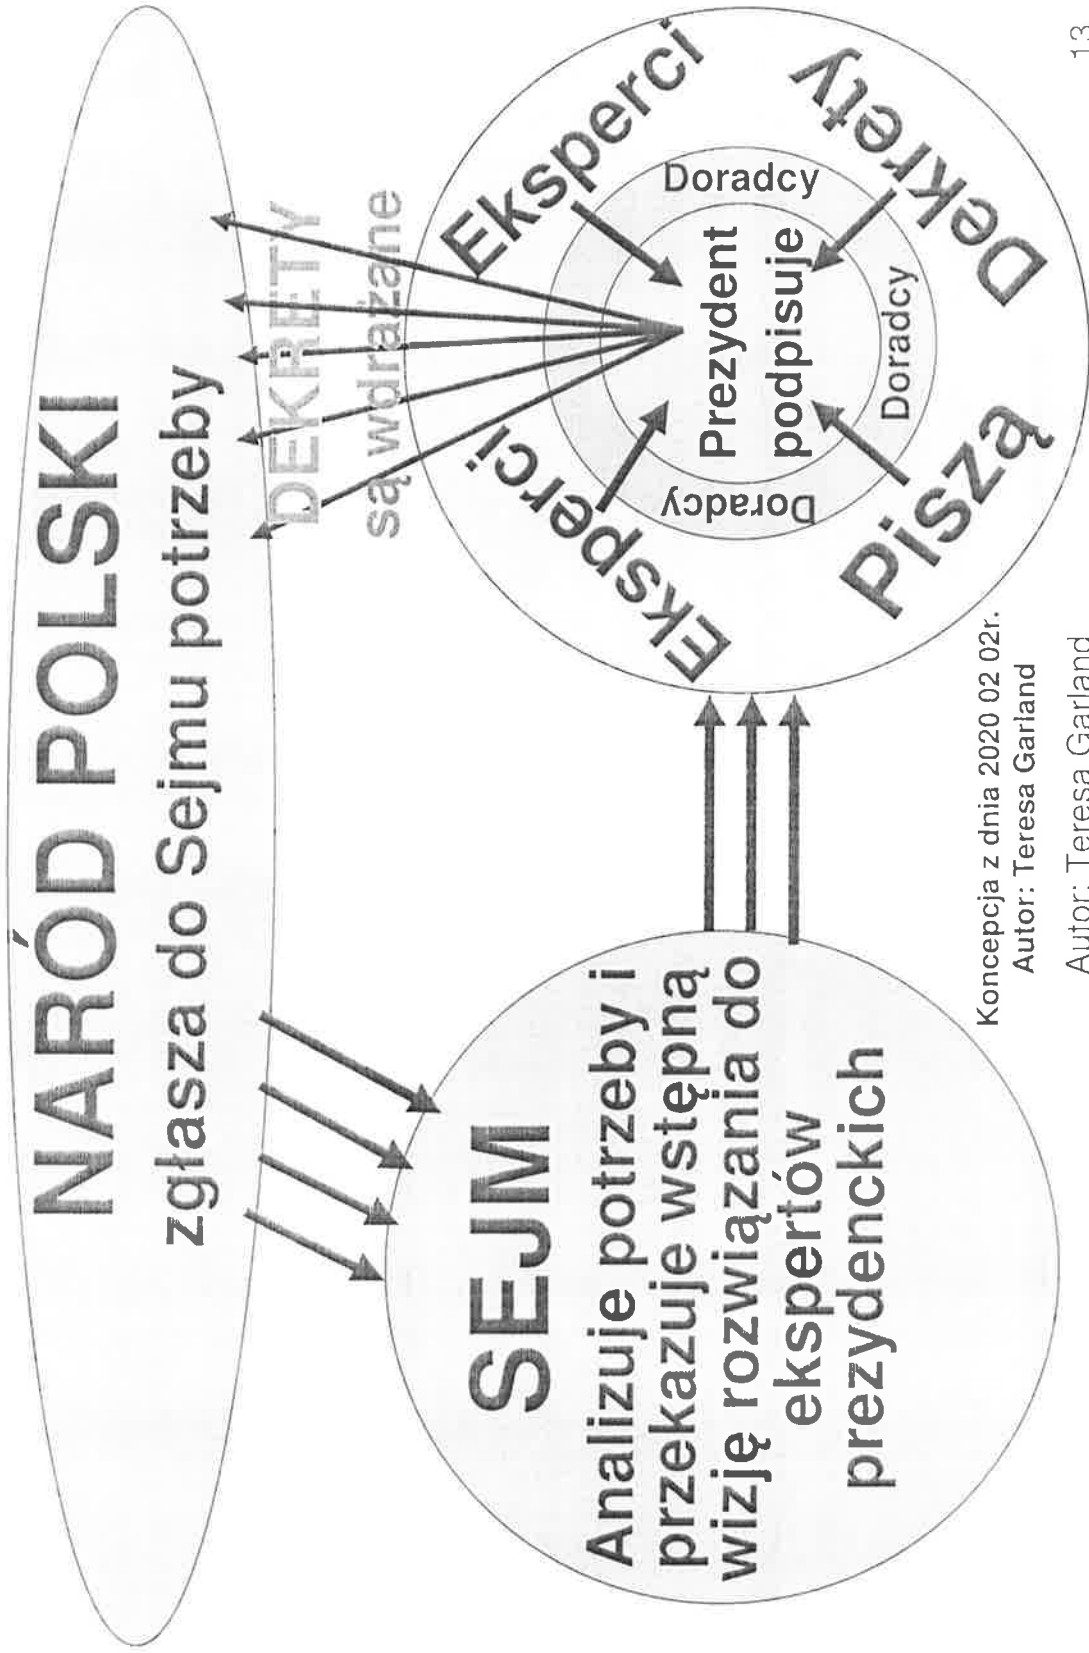 NARÓD POLSKI
zgłasza do Sejmu potrzeby
DEKRETY
są wdrażane
SEJM
Analizuje potrzeby i
przekazuje wstępną
wizję rozwiązania do
ekspertów
prezydenckich
Eksperci
Eksperci
Piszą
Dekrety
Doradcy
Doradcy
Doradcy
Prezydent
podpisuje
Koncepcja z dnia 2020 02 02r.
Autor: Teresa Garland
Autor: Teresa Garland
13